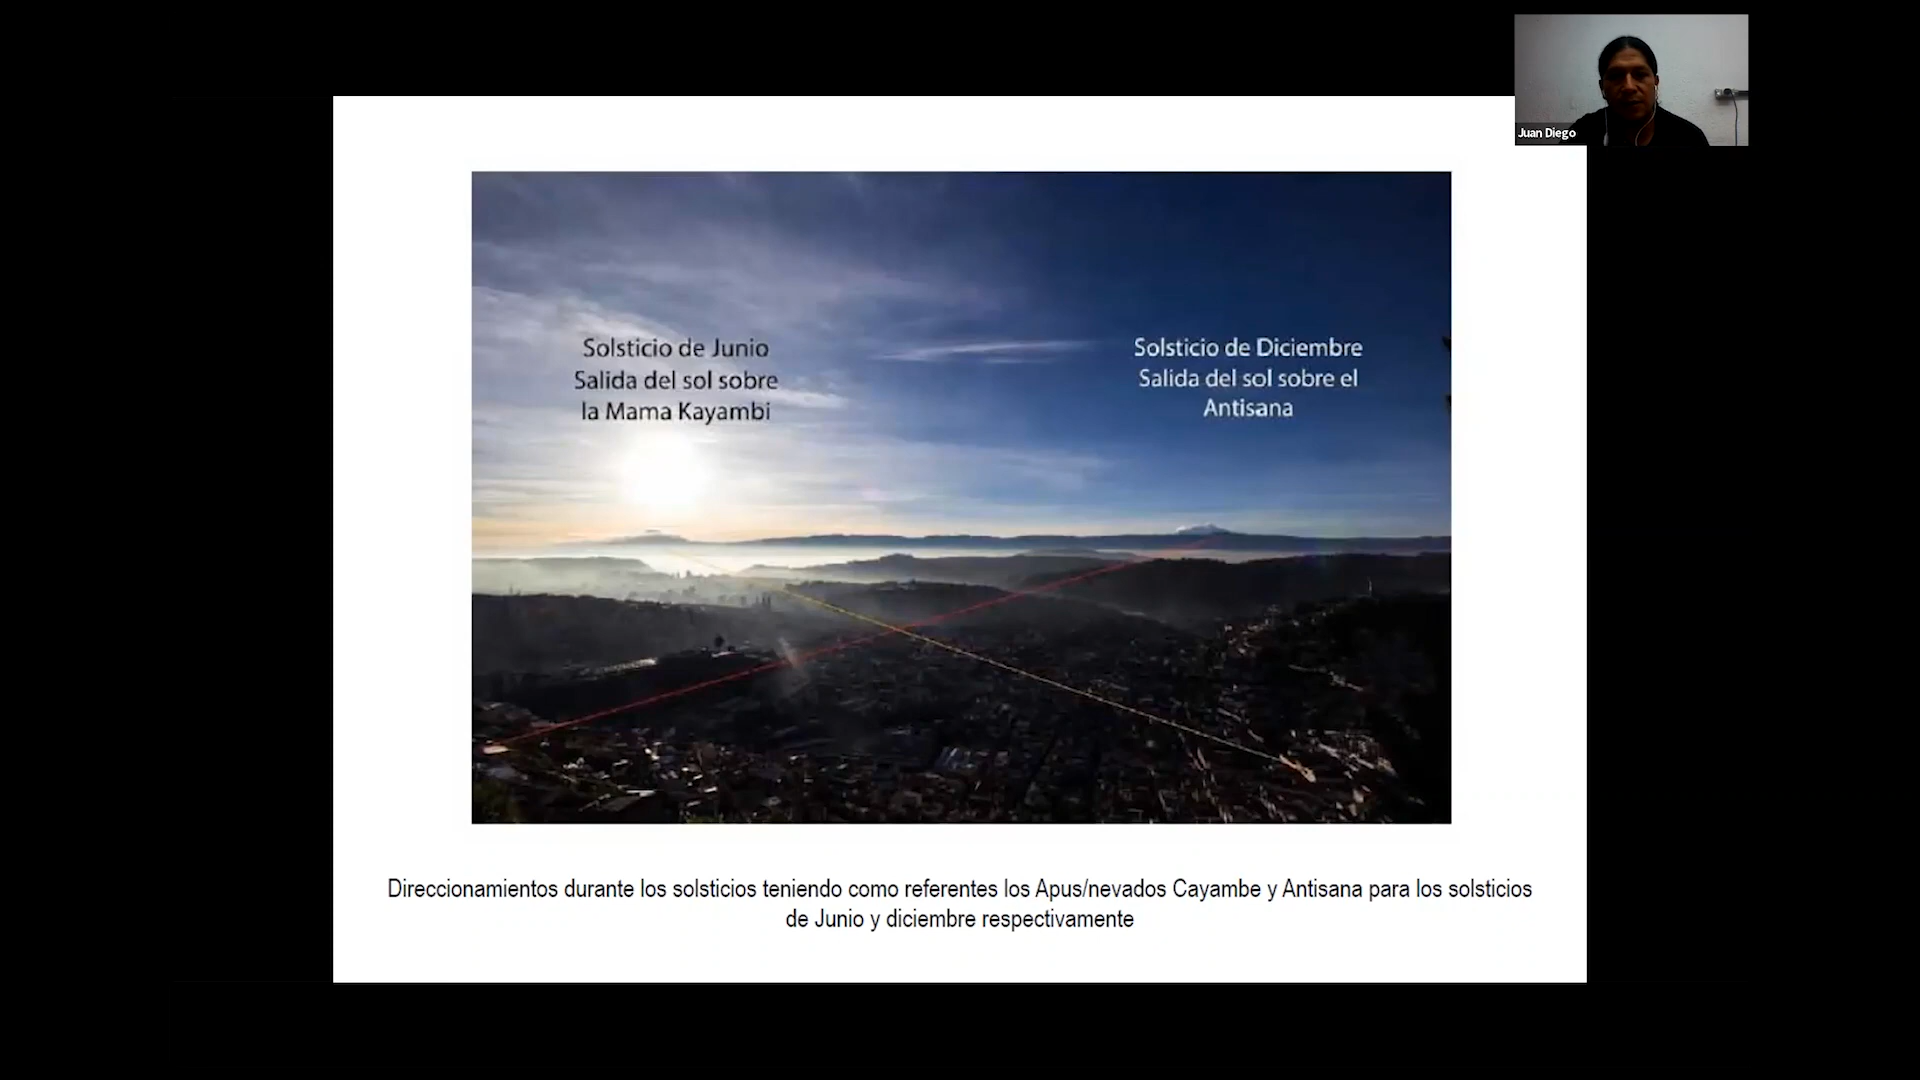 Juan Diego
Solsticio de Junio
Salida del sol sobre
la Mama Kayambi
Solsticio de Diciembre
Salida del sol sobre el
Antisana
Direccionamientos durante los solsticios teniendo como referentes los Apus/nevados Cayambe y Antisana para los solsticios
de Junio y diciembre respectivamente